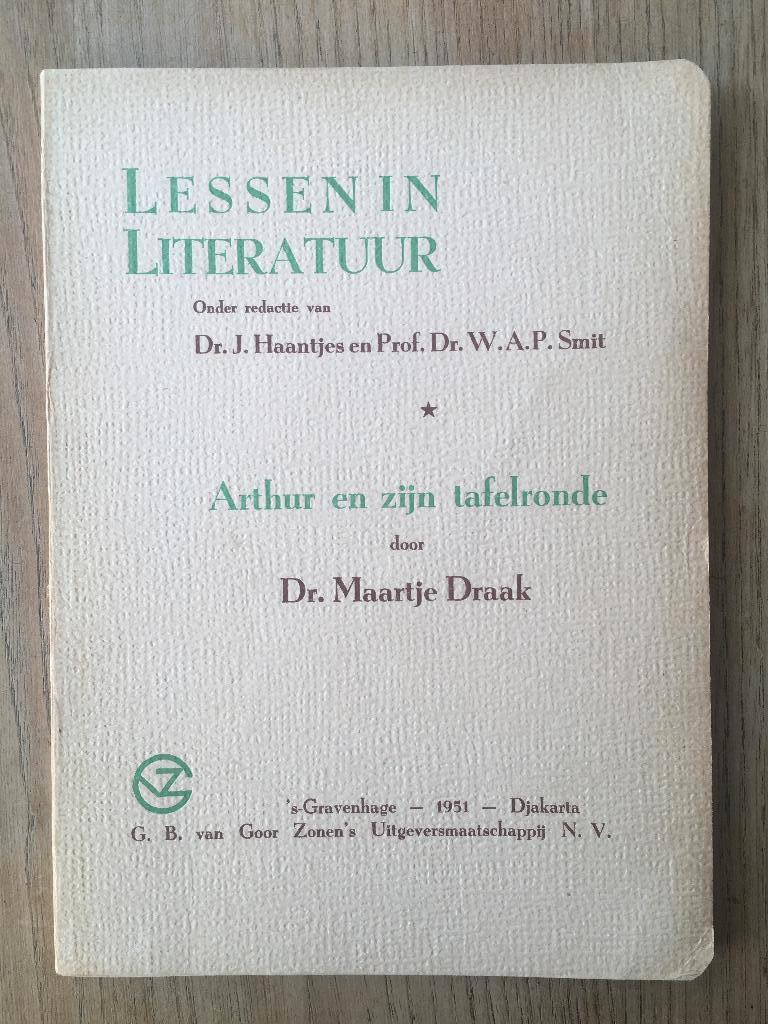 LESSEN IN
LITERATUUR
Onder redactie van
Dr. J. Haantjes en Prof. Dr. W.A.P. Smit
★
Arthur en zijn tafelronde
door
Dr. Maartje Draak
GVZ
's-Gravenhage — 1951 — Djakarta
G. B. van Goor Zonen's Uitgeversmaatschappij N. V.